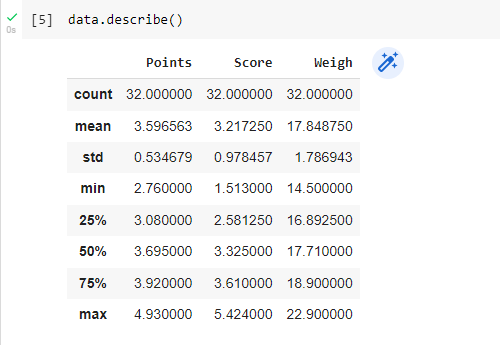 [5] data.describe()
0s
Points Score Weigh
count 32.000000 32.000000 32.000000
mean 3.596563 3.217250 17.848750
std 0.534679 0.978457 1.786943
min 2.760000 1.513000 14.500000
25% 3.080000 2.581250 16.892500
50% 3.695000 3.325000 17.710000
75% 3.920000 3.610000 18.900000
max 4.930000 5.424000 22.900000